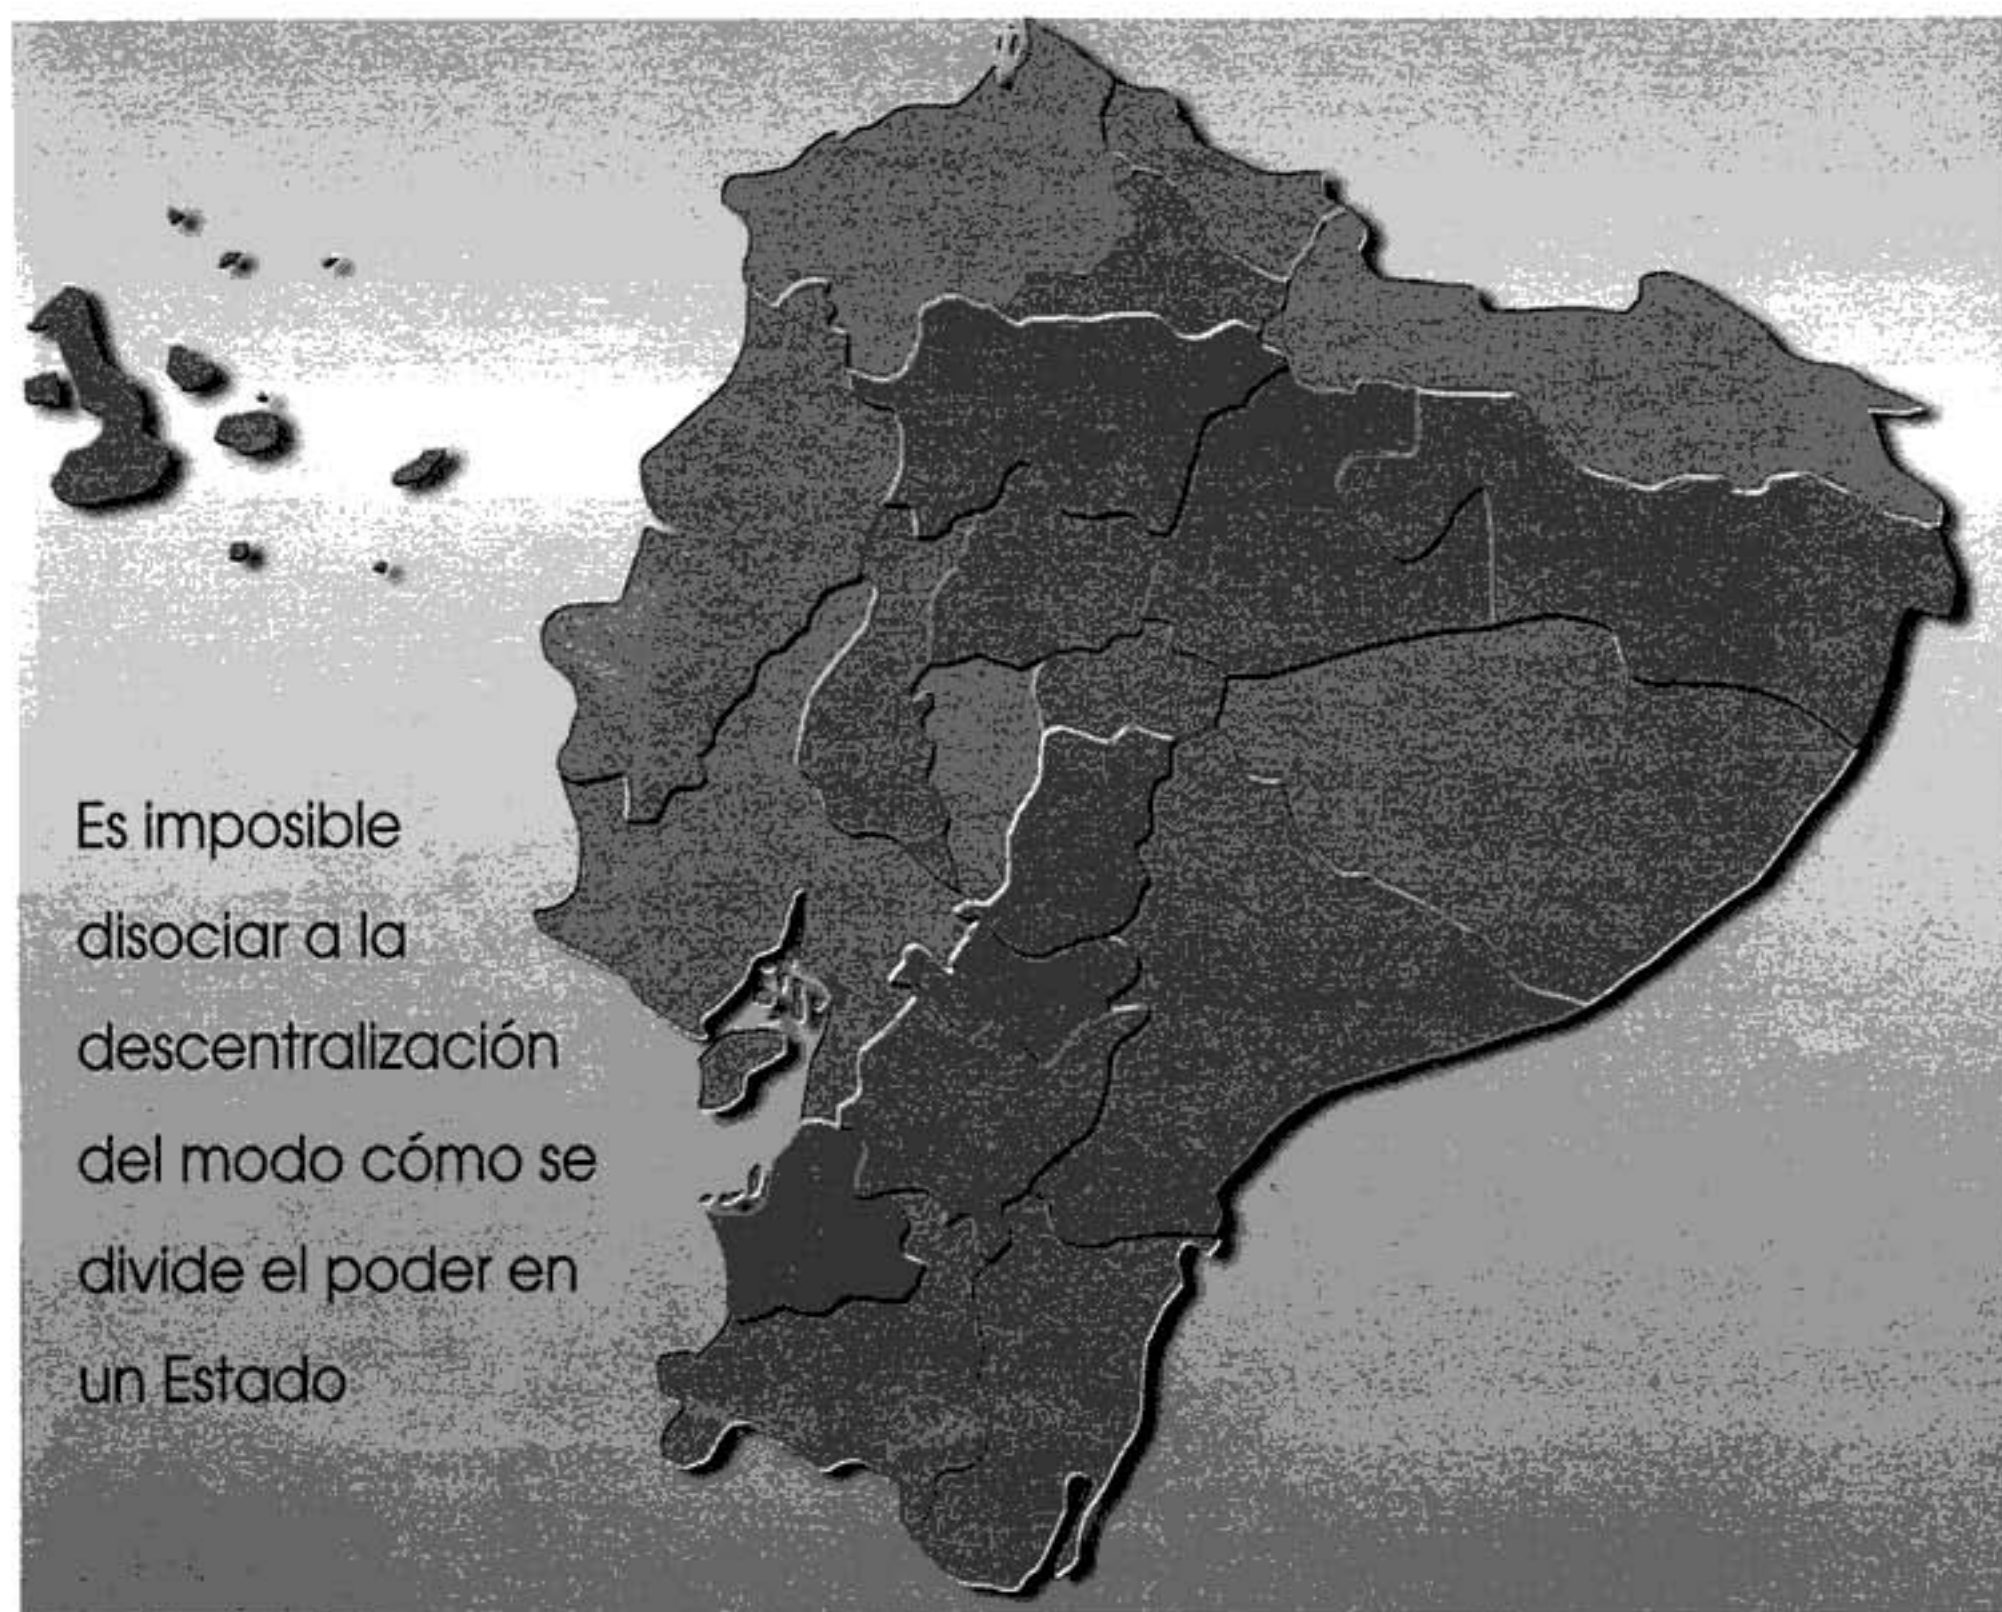 Es imposible
disociar a la
descentralización
del modo cómo se
divide el poder en
un Estado